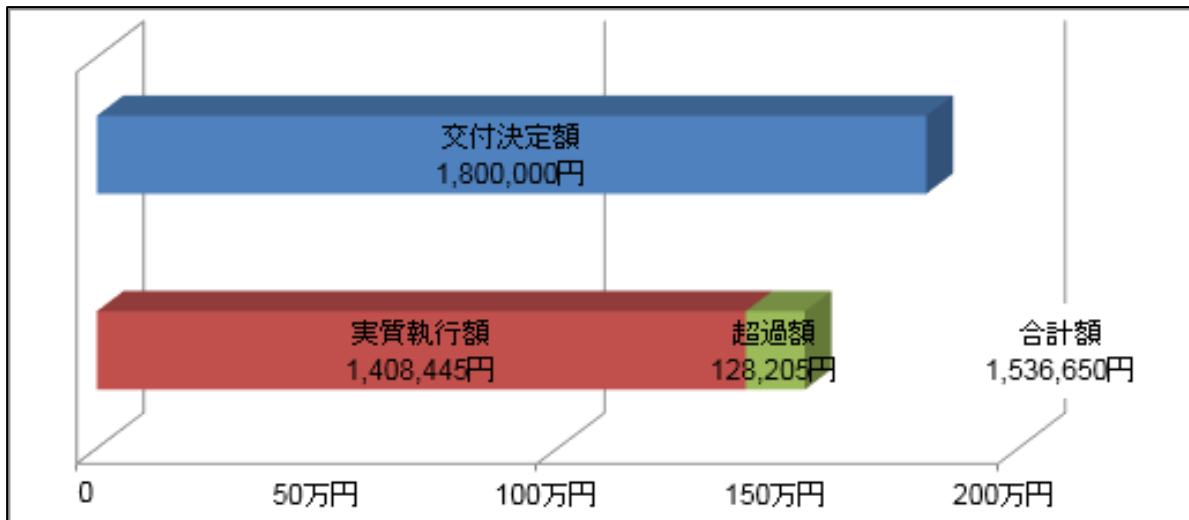 交付決定額
1,800,000円
実質執行額
1,408,445円
超過額
128,205円
合計額
1,536,650円
0
50万円
100万円
150万円
200万円